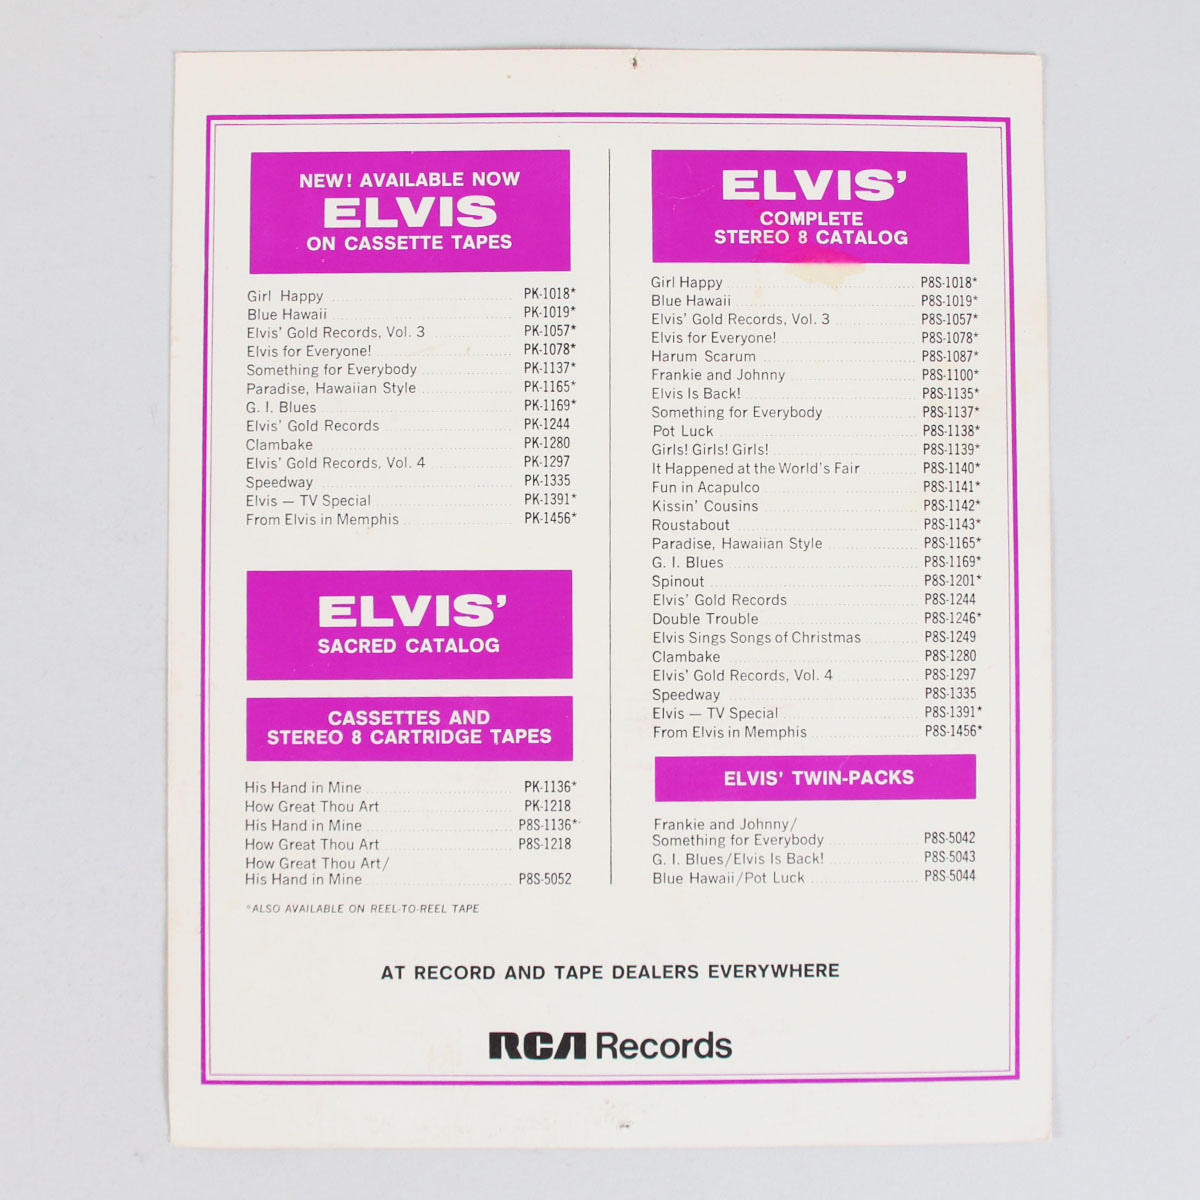 NEW! AVAILABLE NOW
ELVIS
ON CASSETTE TAPES
Girl Happy PK-1018*
Blue Hawaii PK-1019*
Elvis' Gold Records, Vol. 3 PK-1057*
Elvis for Everyone! PK-1078*
Something for Everybody PK-1137*
Paradise, Hawaiian Style PK-1165*
G. I. Blues PK-1169*
Elvis' Gold Records PK-1244
Clambake PK-1280
Elvis' Gold Records, Vol. 4 PK-1297
Speedway PK-1335
Elvis — TV Special PK-1391*
From Elvis in Memphis PK-1456*
ELVIS'
SACRED CATALOG
CASSETTES AND
STEREO 8 CARTRIDGE TAPES
His Hand in Mine PK-1136*
How Great Thou Art PK-1218
His Hand in Mine P8S-1136*
How Great Thou Art P8S-1218
How Great Thou Art/
His Hand in Mine P8S-5052
*ALSO AVAILABLE ON REEL-TO-REEL TAPE
ELVIS'
COMPLETE
STEREO 8 CATALOG
Girl Happy P8S-1018*
Blue Hawaii P8S-1019*
Elvis' Gold Records, Vol. 3 P8S-1057*
Elvis for Everyone! P8S-1078*
Harum Scarum P8S-1087*
Frankie and Johnny P8S-1100*
Elvis Is Back! P8S-1135*
Something for Everybody P8S-1137*
Pot Luck P8S-1138*
Girls! Girls! Girls! P8S-1139*
It Happened at the World's Fair P8S-1140*
Fun in Acapulco P8S-1141*
Kissin' Cousins P8S-1142*
Roustabout P8S-1143*
Paradise, Hawaiian Style P8S-1165*
G. I. Blues P8S-1169*
Spinout P8S-1201*
Elvis' Gold Records P8S-1244
Double Trouble P8S-1246*
Elvis Sings Songs of Christmas P8S-1249
Clambake P8S-1280
Elvis' Gold Records, Vol. 4 P8S-1297
Speedway P8S-1335
Elvis — TV Special P8S-1391*
From Elvis in Memphis P8S-1456*
ELVIS' TWIN-PACKS
Frankie and Johnny/
Something for Everybody P8S-5042
G. I. Blues/Elvis Is Back! P8S-5043
Blue Hawaii/Pot Luck P8S-5044
AT RECORD AND TAPE DEALERS EVERYWHERE
RCA Records